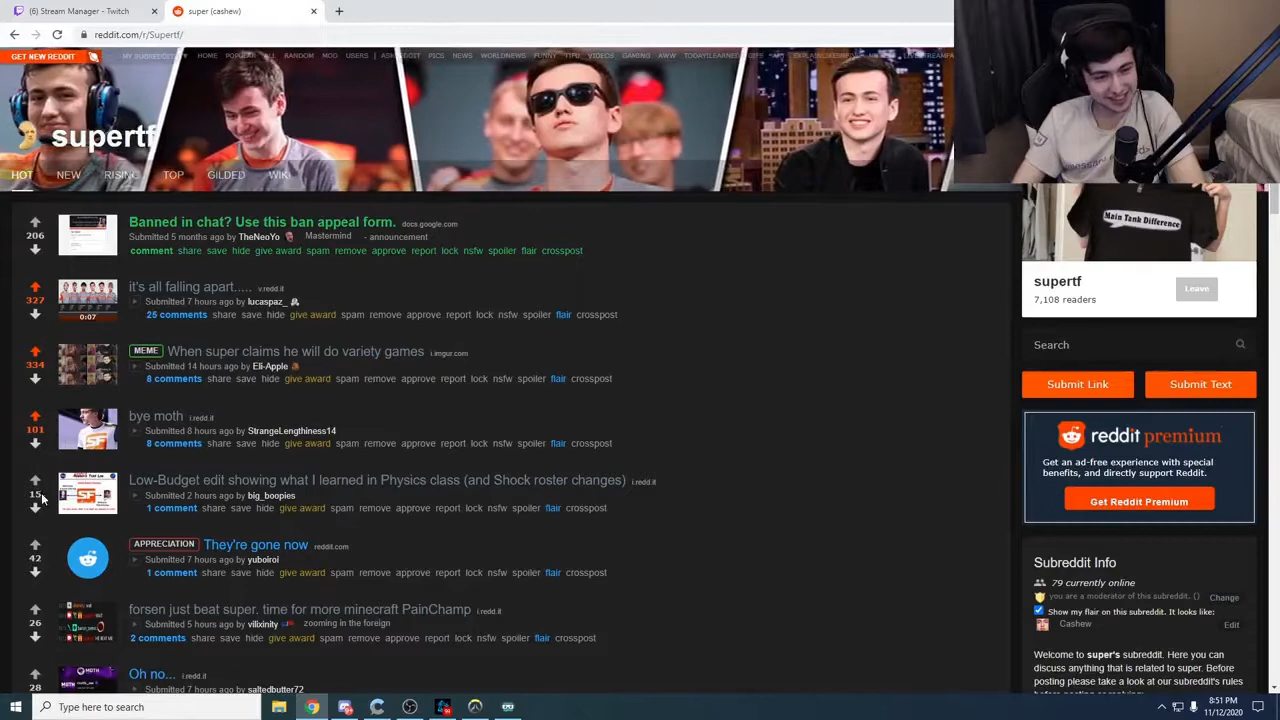 (6) Stream Manager - Twitch
super (cashew)
reddit.com/r/Supertf/
GET NEW REDDIT
HOME
RANDOM
MOD
USERS
PICS
NEWS
WORLDNEWS
FUNNY
TIFU
VIDEOS
GAMING
AWW
supertf
HOT NEW RISING TOP GILDED WIKI
Main Tank Difference
206
Banned in chat? Use this ban appeal form. docs.google.com
Submitted 5 months ago by TheNeoYo Mastermind - announcement
comment share save hide give award spam remove approve report lock nsfw spoiler flair crosspost
327
0:07
it's all falling apart..... v.redd.it
Submitted 7 hours ago by lucaspaz_
25 comments share save hide give award spam remove approve report lock nsfw spoiler flair crosspost
334
MEME When super claims he will do variety games i.imgur.com
Submitted 14 hours ago by Eli-Apple
8 comments share save hide give award spam remove approve report lock nsfw spoiler flair crosspost
101
bye moth i.redd.it
Submitted 8 hours ago by StrangeLengthiness14
8 comments share save hide give award spam remove approve report lock nsfw spoiler flair crosspost
15
Low-Budget edit showing what I learned in Physics class (and Shock roster changes) i.redd.it
Submitted 2 hours ago by big_boopies
1 comment share save hide give award spam remove approve report lock nsfw spoiler flair crosspost
42
APPRECIATION They're gone now reddit.com
Submitted 7 hours ago by yuboiroi
1 comment share save hide give award spam remove approve report lock nsfw spoiler flair crosspost
26
forsen just beat super. time for more minecraft PainChamp i.redd.it
Submitted 5 hours ago by villixinity zooming in the foreign
2 comments share save hide give award spam remove approve report lock nsfw spoiler flair crosspost
28
MOTH
Oh no... i.redd.it
Submitted 7 hours ago by saltedbutter72
supertf
7,108 readers
Leave
Search
Submit Link
Submit Text
reddit premium
Get an ad-free experience with special
benefits, and directly support Reddit.
Get Reddit Premium
Subreddit Info
79 currently online
you are a moderator of this subreddit. ()
Change
Show my flair on this subreddit. It looks like:
Cashew
Edit
Welcome to super's subreddit. Here you can
discuss anything that is related to super. Before
posting please take a look at our subreddit's rules
Type here to search
8:51 PM
11/12/2020